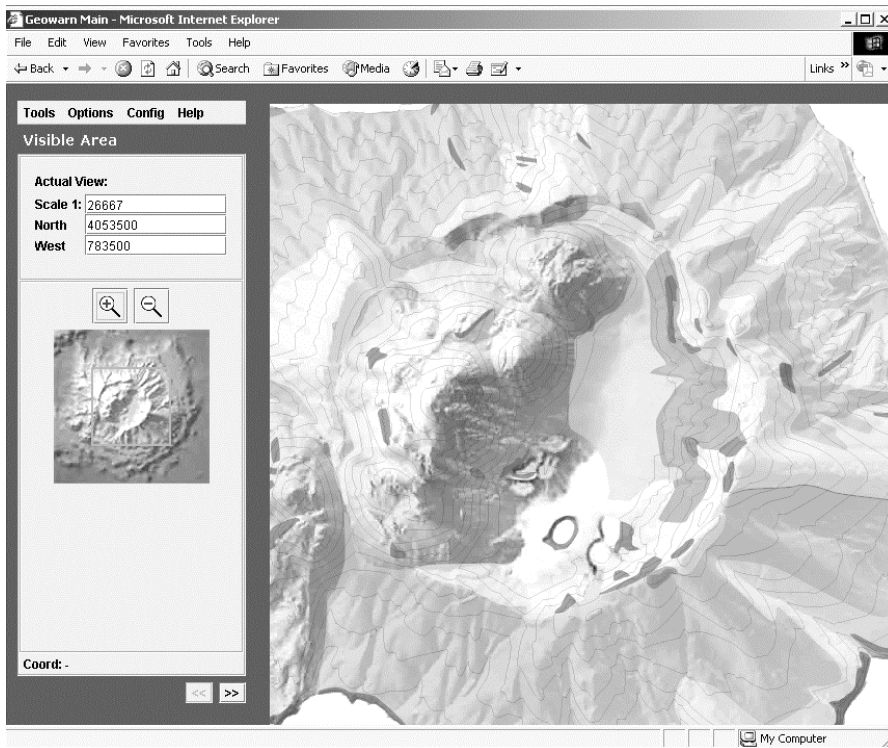 Geowarn Main - Microsoft Internet Explorer
File Edit View Favorites Tools Help
Back Search Favorites Media Links »
Tools Options Config Help
Visible Area
Actual View:
Scale 1: 26667
North 4053500
West 783500
Coord: -
<< >>
My Computer